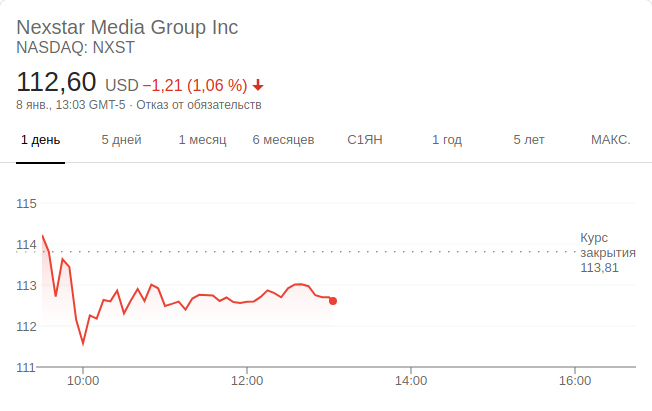 Nexstar Media Group Inc
NASDAQ: NXST
112,60 USD −1,21 (1,06 %)
8 янв., 13:03 GMT-5 · Отказ от обязательств
1 день 5 дней 1 месяц 6 месяцев С1ЯН 1 год 5 лет МАКС.
115
114
113
112
111
Курс
закрытия
113,81
10:00 12:00 14:00 16:00